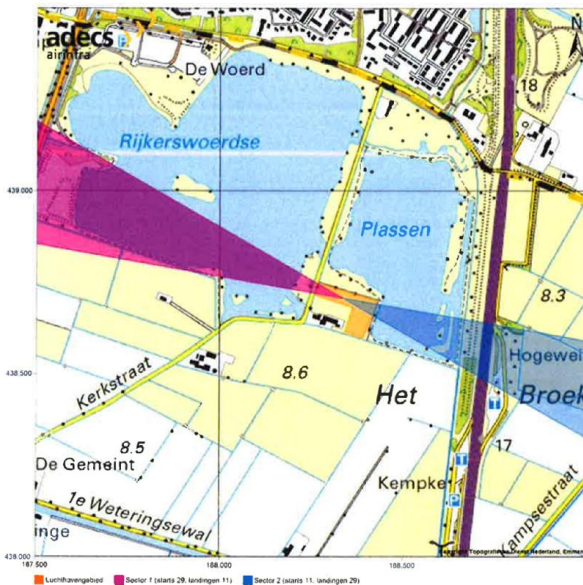 adecs
airinfra
N
De Woerd
18
Rijkerswoerdse
439.000
Plassen
8.3
Hogewei
438.500
8.6
Het Broek
Kerkstraat
8.5
17
De Gemeint
Kempke
1e Weteringsewal
ampsestraat
inge
438.000
187.500 188.000 188.500
Luchthavengebied Sector 1 (starts 29, landingen 11) Sector 2 (starts 11, landingen 29)